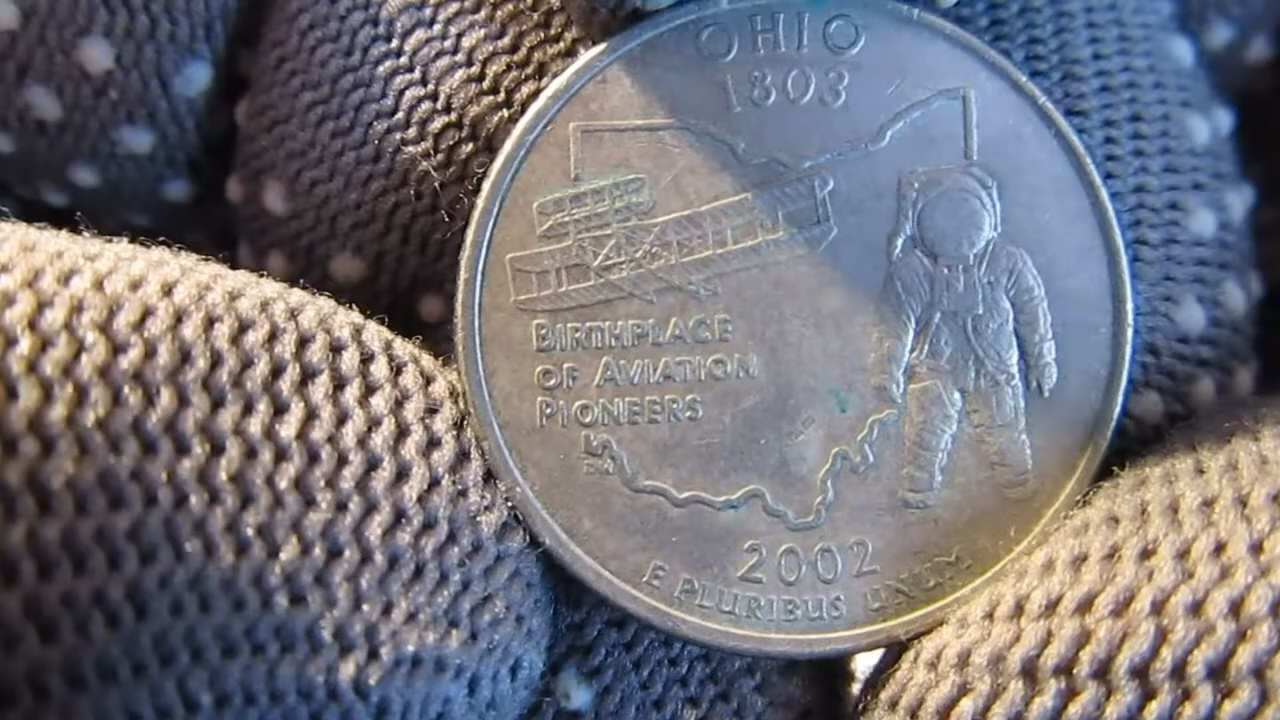 OHIO
1803
BIRTHPLACE
OF AVIATION
PIONEERS
2002
E PLURIBUS UNUM